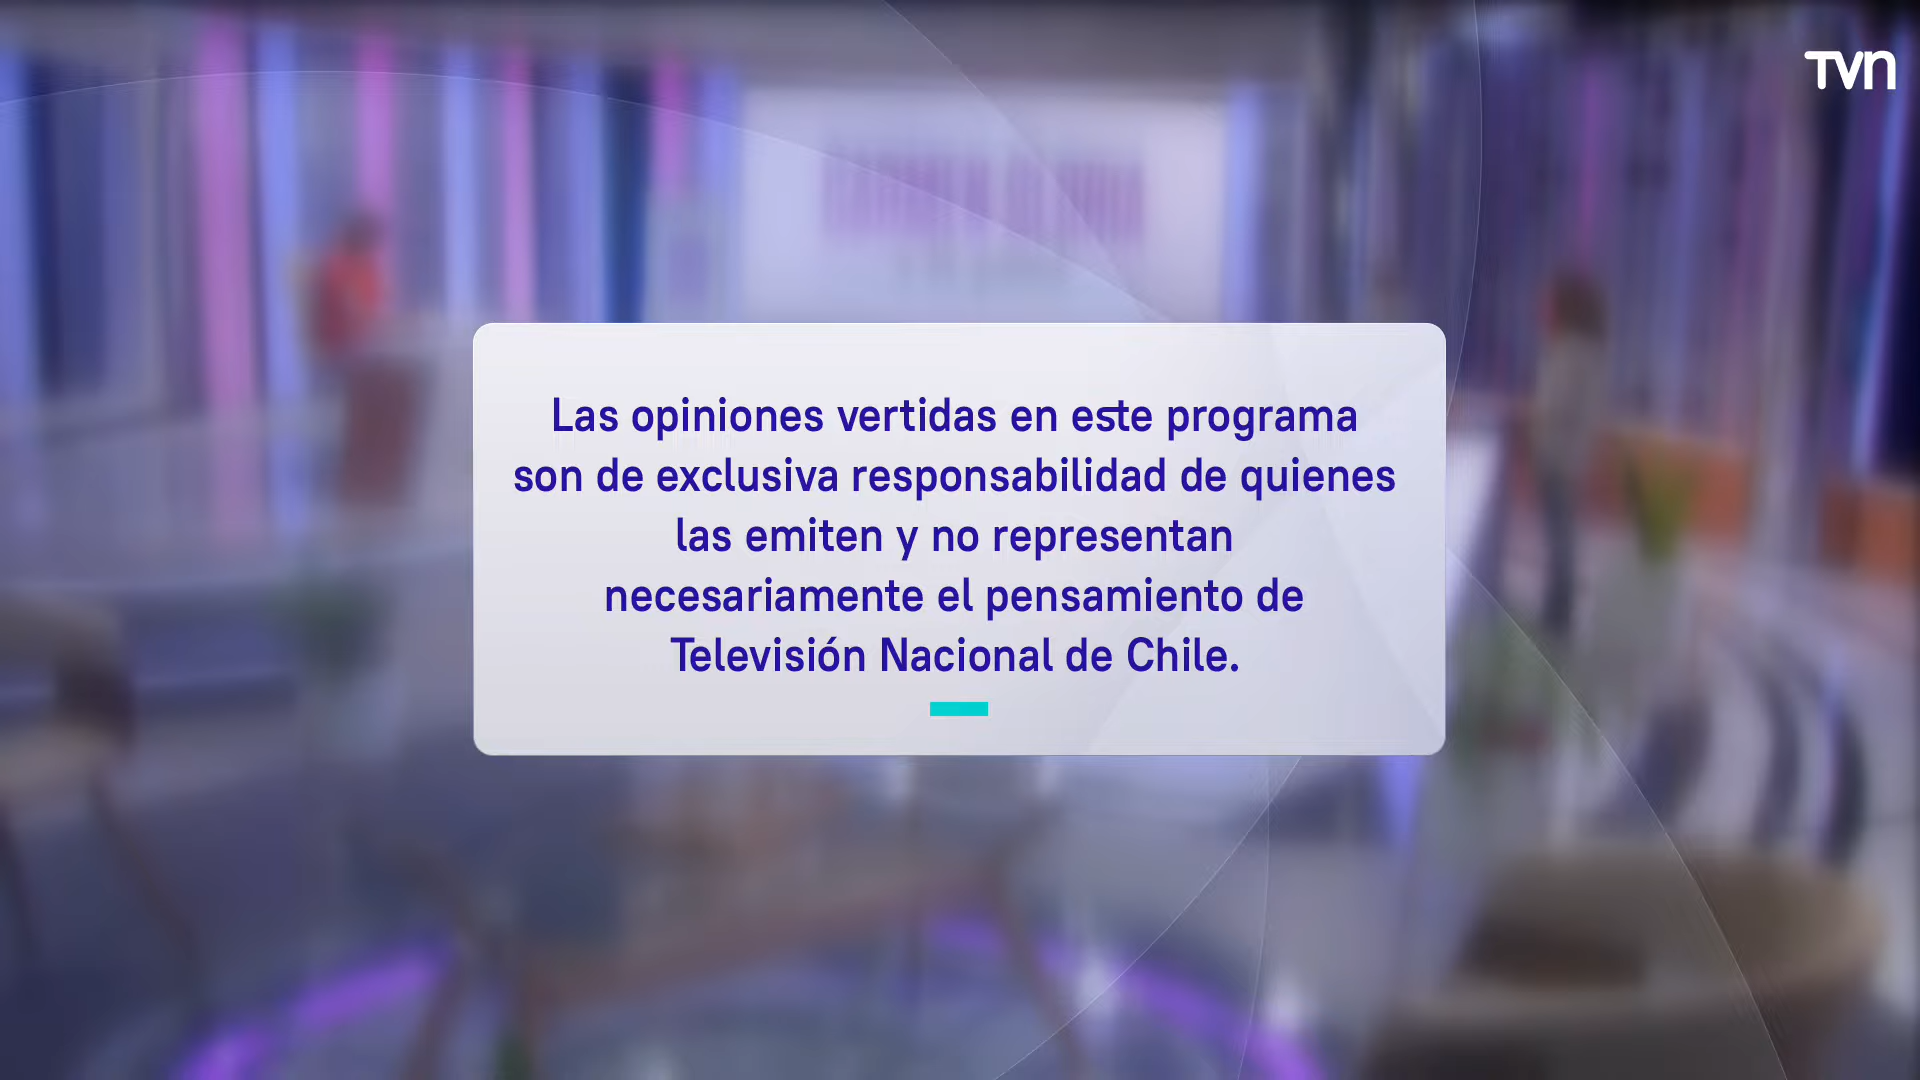 TVN
Las opiniones vertidas en este programa
son de exclusiva responsabilidad de quienes
las emiten y no representan
necesariamente el pensamiento de
Televisión Nacional de Chile.